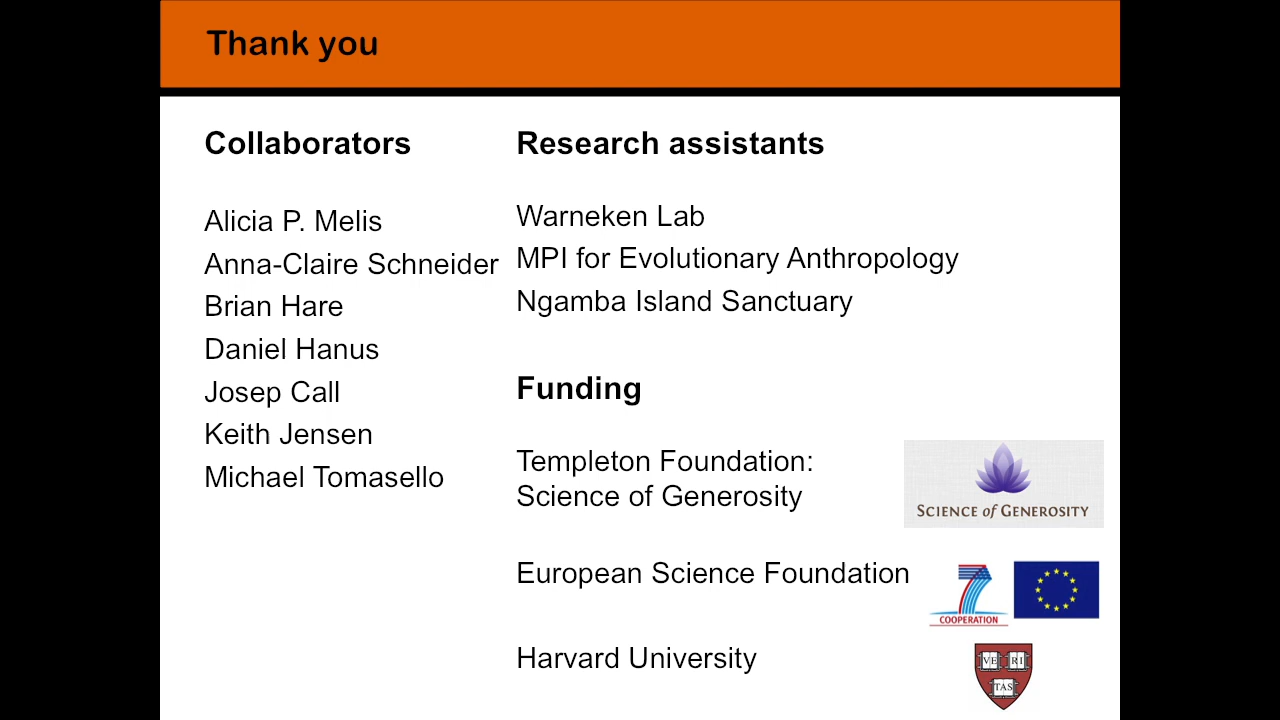 Thank you
Collaborators
Alicia P. Melis
Anna-Claire Schneider
Brian Hare
Daniel Hanus
Josep Call
Keith Jensen
Michael Tomasello
Research assistants
Warneken Lab
MPI for Evolutionary Anthropology
Ngamba Island Sanctuary
Funding
Templeton Foundation:
Science of Generosity
SCIENCE of GENEROSITY
European Science Foundation
7
COOPERATION
Harvard University
VE RI
TAS